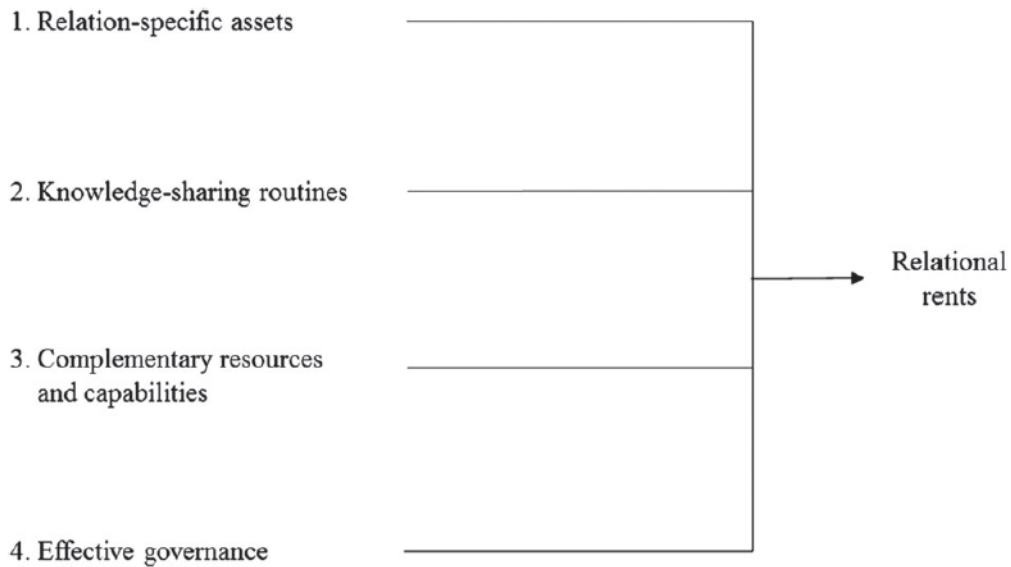 1. Relation-specific assets
2. Knowledge-sharing routines
3. Complementary resources
and capabilities
4. Effective governance
Relational
rents